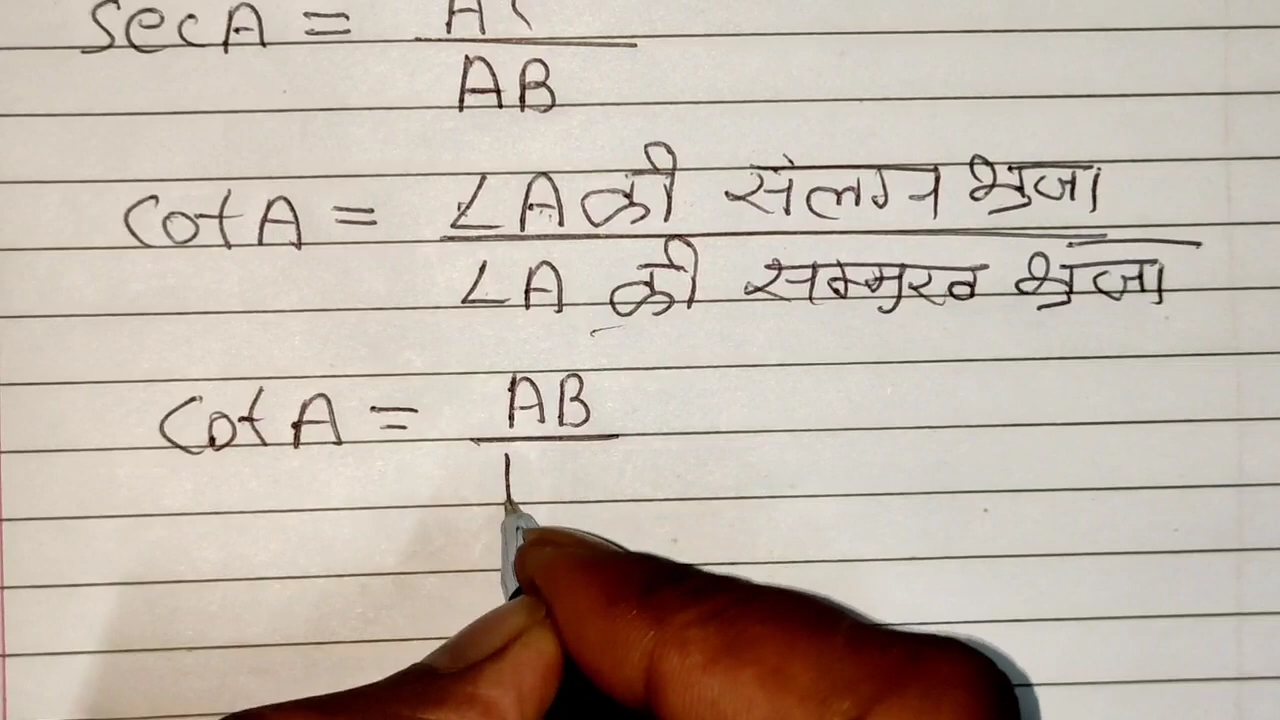 secA = AC
AB
cotA = ∠A की संलग्न भुजा
∠A की सम्मुख भुजा
cotA = AB